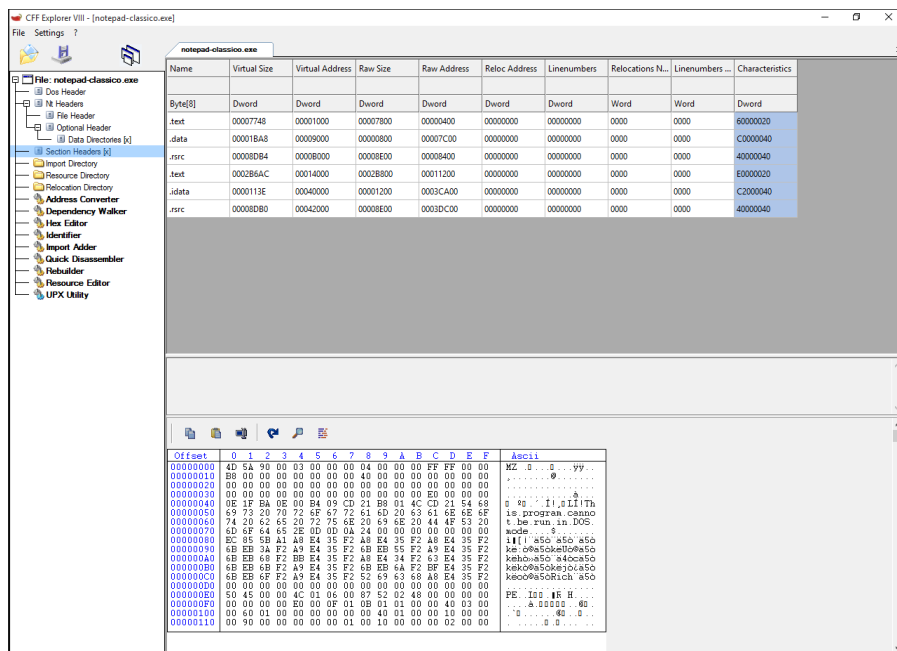 CFF Explorer VIII - [notepad-classico.exe]
File Settings ?
notepad-classico.exe
File: notepad-classico.exe
Dos Header
Nt Headers
File Header
Optional Header
Data Directories [x]
Section Headers [x]
Import Directory
Resource Directory
Relocation Directory
Address Converter
Dependency Walker
Hex Editor
Identifier
Import Adder
Quick Disassembler
Rebuilder
Resource Editor
UPX Utility
Name Virtual Size Virtual Address Raw Size Raw Address Reloc Address Linenumbers Relocations N... Linenumbers ... Characteristics
Byte[8] Dword Dword Dword Dword Dword Dword Word Word Dword
.text 00007748 00001000 00007800 00000400 00000000 00000000 0000 0000 60000020
.data 00001BA8 00009000 00000800 00007C00 00000000 00000000 0000 0000 C0000040
.rsrc 00008DB4 0000B000 00008E00 00008400 00000000 00000000 0000 0000 40000040
.text 0002B6AC 00014000 0002B800 00011200 00000000 00000000 0000 0000 E0000020
.idata 0000113E 00040000 00001200 0003CA00 00000000 00000000 0000 0000 C2000040
.rsrc 00008DB0 00042000 00008E00 0003DC00 00000000 00000000 0000 0000 40000040
Offset 0 1 2 3 4 5 6 7 8 9 A B C D E F Ascii
00000000 4D 5A 90 00 03 00 00 00 04 00 00 00 FF FF 00 00
00000010 B8 00 00 00 00 00 00 00 40 00 00 00 00 00 00 00
00000020 00 00 00 00 00 00 00 00 00 00 00 00 00 00 00 00
00000030 00 00 00 00 00 00 00 00 00 00 00 00 E0 00 00 00
00000040 0E 1F BA 0E 00 B4 09 CD 21 B8 01 4C CD 21 54 68
00000050 69 73 20 70 72 6F 67 72 61 6D 20 63 61 6E 6E 6F is.program.canno
00000060 74 20 62 65 20 72 75 6E 20 69 6E 20 44 4F 53 20 t.be.run.in.DOS.
00000070 6D 6F 64 65 2E 0D 0D 0A 24 00 00 00 00 00 00 00 mode....$.......
00000080 EC 85 5B A1 A8 E4 35 F2 A8 E4 35 F2 A8 E4 35 F2
00000090 6B EB 3A F2 A9 E4 35 F2 6B EB 55 F2 A9 E4 35 F2
000000A0 6B EB 68 F2 BB E4 35 F2 A8 E4 34 F2 63 E4 35 F2
000000B0 6B EB 6B F2 A9 E4 35 F2 6B EB 6A F2 BF E4 35 F2
000000C0 6B EB 6F F2 A9 E4 35 F2 52 69 63 68 A8 E4 35 F2
000000D0 00 00 00 00 00 00 00 00 00 00 00 00 00 00 00 00
000000E0 50 45 00 00 4C 01 06 00 87 52 02 48 00 00 00 00
000000F0 00 00 00 00 E0 00 0F 01 0B 01 01 00 00 40 03 00
00000100 00 60 01 00 00 00 00 00 00 40 01 00 00 10 00 00
00000110 00 90 00 00 00 00 00 01 00 10 00 00 00 02 00 00